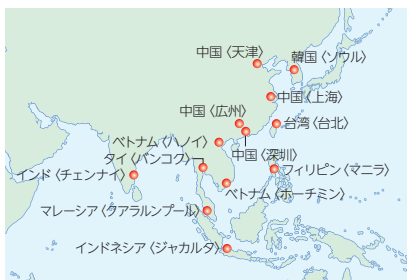 中国〈天津〉
韓国〈ソウル〉
中国〈上海〉
中国〈広州〉
台湾〈台北〉
ベトナム〈ハノイ〉
中国〈深圳〉
タイ〈バンコク〉
フィリピン〈マニラ〉
インド〈チェンナイ〉
ベトナム〈ホーチミン〉
マレーシア〈クアラルンプール〉
インドネシア〈ジャカルタ〉